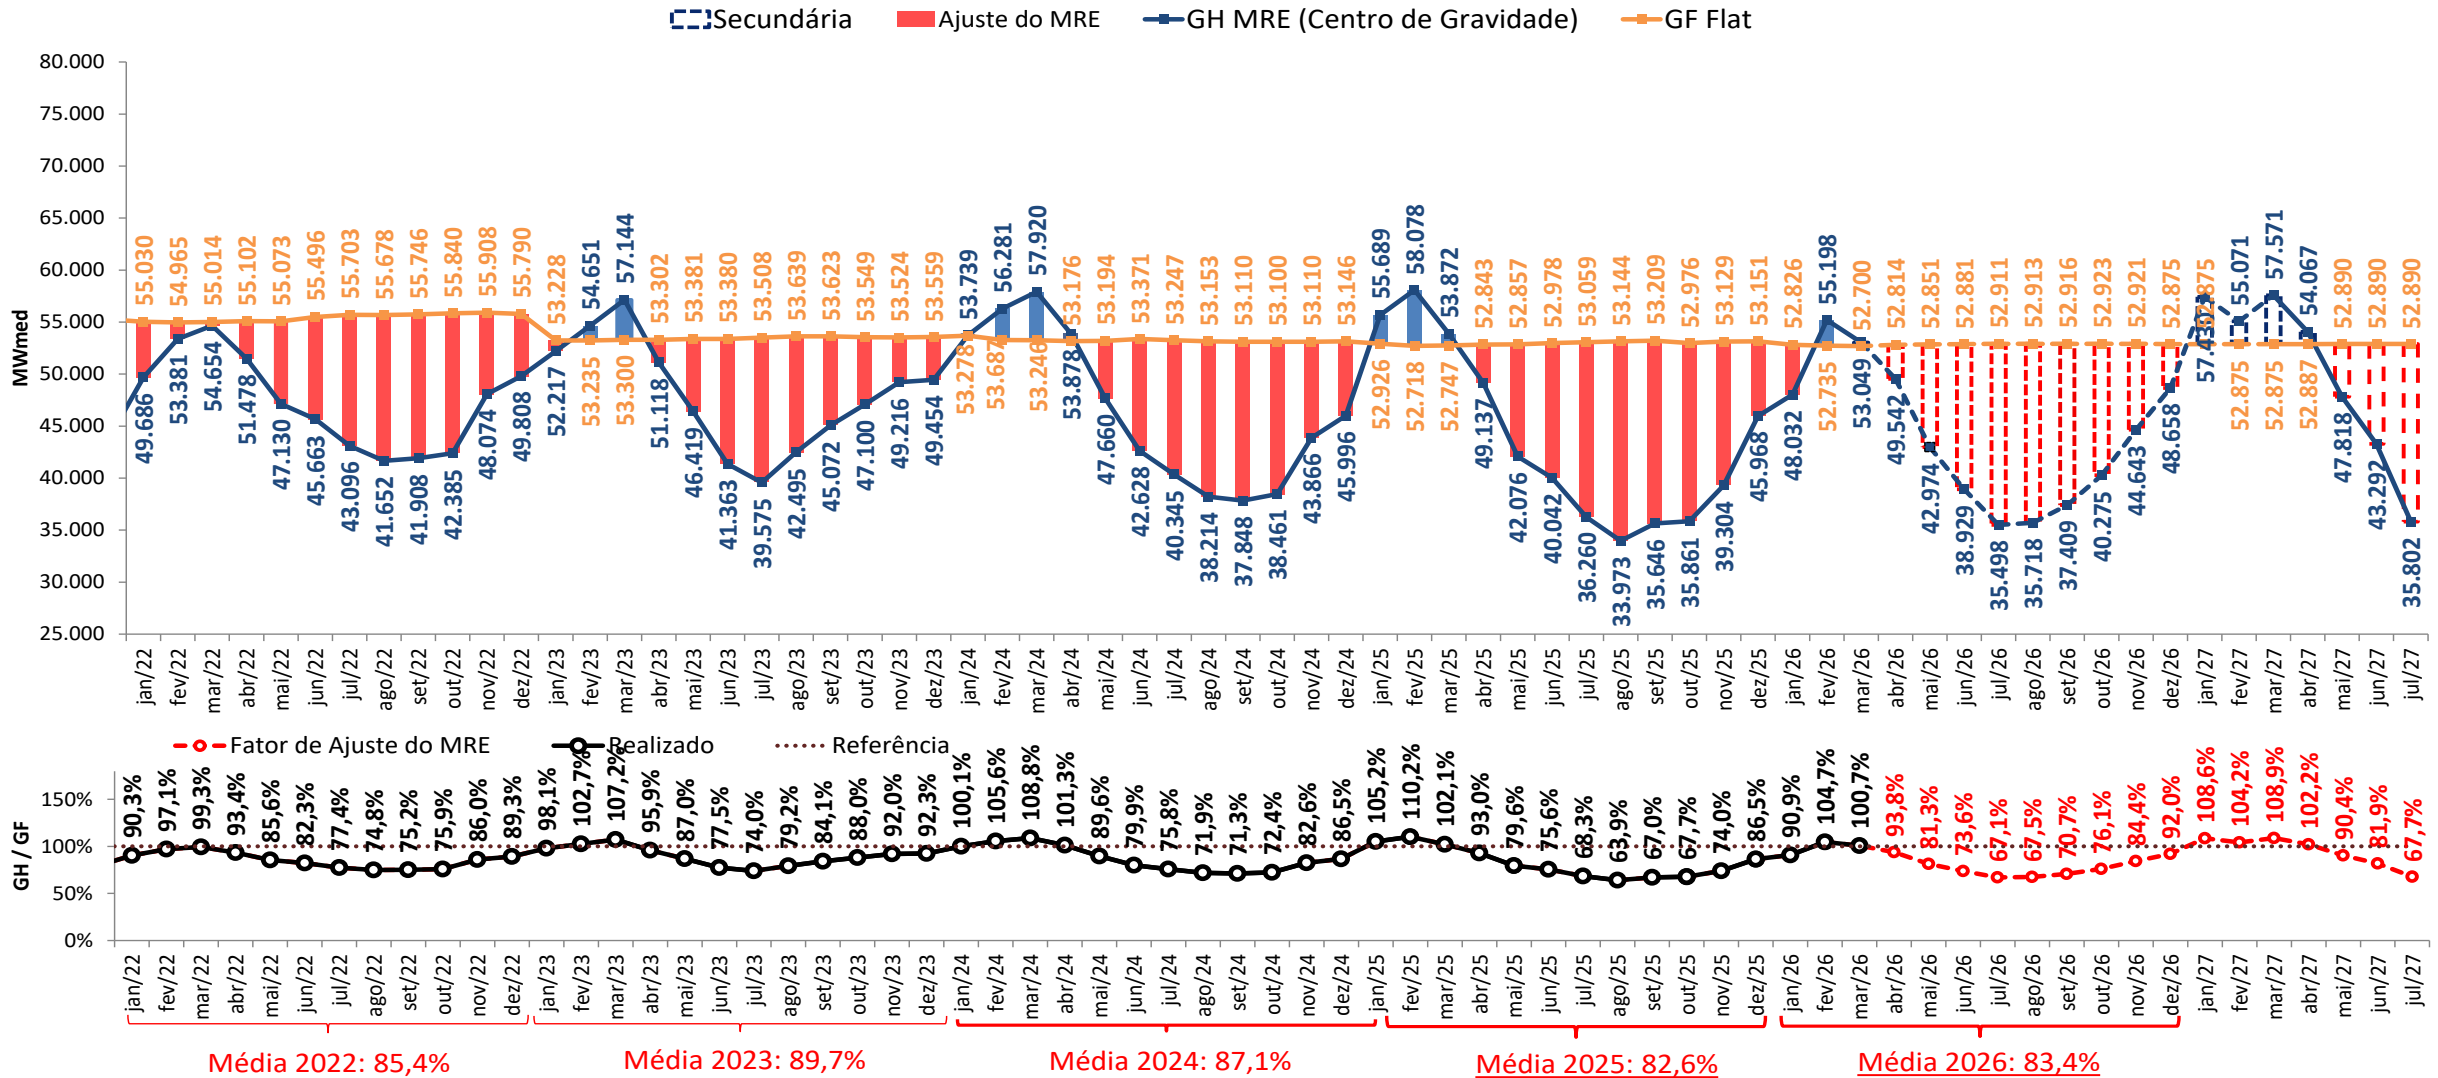 Secundária
Ajuste do MRE
GH MRE (Centro de Gravidade)
GF Flat
MWmed
80.000
75.000
70.000
65.000
60.000
55.000
50.000
45.000
40.000
35.000
30.000
25.000
55.030 54.965 55.014 55.102 55.073 55.496 55.703 55.678 55.746 55.840 55.908 55.790
53.228 53.235 53.300 53.302 53.381 53.380 53.508 53.639 53.623 53.549 53.524 53.559
53.278 53.687 53.246 53.176 53.194 53.371 53.247 53.153 53.110 53.100 53.110 53.146
52.926 52.718 52.747 52.843 52.857 52.978 53.059 53.144 53.209 52.976 53.129 53.151
52.826 52.735 52.700 52.814 52.851 52.881 52.911 52.913 52.916 52.923 52.921 52.875
52.875 52.875 52.875 52.887 52.890 52.890 52.890
49.686 53.381 54.654 51.478 47.130 45.663 43.096 41.652 41.908 42.385 48.074 49.808
52.217 54.651 57.144 51.118 46.419 41.363 39.575 42.495 45.072 47.100 49.216 49.454
53.739 56.281 57.920 53.878 47.660 42.628 40.345 38.214 37.848 38.461 43.866 45.996
55.689 58.078 53.872 49.137 42.076 40.042 36.260 33.973 35.646 35.861 39.304 45.968
48.032 55.198 53.049 49.542 42.974 38.929 35.498 35.718 37.409 40.275 44.643 48.658
55.071 57.571 54.067 47.818 43.292 35.802
jan/22 fev/22 mar/22 abr/22 mai/22 jun/22 jul/22 ago/22 set/22 out/22 nov/22 dez/22
jan/23 fev/23 mar/23 abr/23 mai/23 jun/23 jul/23 ago/23 set/23 out/23 nov/23 dez/23
jan/24 fev/24 mar/24 abr/24 mai/24 jun/24 jul/24 ago/24 set/24 out/24 nov/24 dez/24
jan/25 fev/25 mar/25 abr/25 mai/25 jun/25 jul/25 ago/25 set/25 out/25 nov/25 dez/25
jan/26 fev/26 mar/26 abr/26 mai/26 jun/26 jul/26 ago/26 set/26 out/26 nov/26 dez/26
jan/27 fev/27 mar/27 abr/27 mai/27 jun/27 jul/27
Fator de Ajuste do MRE
Realizado
Referência
GH / GF
150%
100%
50%
0%
90,3% 97,1% 99,3% 93,4% 85,6% 82,3% 77,4% 74,8% 75,2% 75,9% 86,0% 89,3%
98,1% 102,7% 107,2% 95,9% 87,0% 77,5% 74,0% 79,2% 84,1% 88,0% 92,0% 92,3%
100,1% 105,6% 108,8% 101,3% 89,6% 79,9% 75,8% 71,9% 71,3% 72,4% 82,6% 86,5%
105,2% 110,2% 102,1% 93,0% 79,6% 75,6% 68,3% 63,9% 67,0% 67,7% 74,0% 86,5%
90,9% 104,7% 100,7% 93,8% 81,3% 73,6% 67,1% 67,5% 70,7% 76,1% 84,4% 92,0%
108,6% 104,2% 108,9% 102,2% 90,4% 81,9% 67,7%
jan/22 fev/22 mar/22 abr/22 mai/22 jun/22 jul/22 ago/22 set/22 out/22 nov/22 dez/22
jan/23 fev/23 mar/23 abr/23 mai/23 jun/23 jul/23 ago/23 set/23 out/23 nov/23 dez/23
jan/24 fev/24 mar/24 abr/24 mai/24 jun/24 jul/24 ago/24 set/24 out/24 nov/24 dez/24
jan/25 fev/25 mar/25 abr/25 mai/25 jun/25 jul/25 ago/25 set/25 out/25 nov/25 dez/25
jan/26 fev/26 mar/26 abr/26 mai/26 jun/26 jul/26 ago/26 set/26 out/26 nov/26 dez/26
jan/27 fev/27 mar/27 abr/27 mai/27 jun/27 jul/27
Média 2022: 85,4%
Média 2023: 89,7%
Média 2024: 87,1%
Média 2025: 82,6%
Média 2026: 83,4%